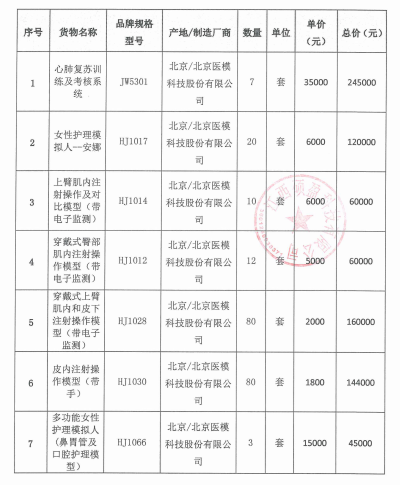 序号 货物名称 品牌规格型号 产地/制造厂商 数量 单位 单价（元） 总价（元）
1 心肺复苏训练及考核系统 JW5301 北京/北京医模科技股份有限公司 7 套 35000 245000
2 女性护理模拟人--安娜 HJ1017 北京/北京医模科技股份有限公司 20 套 6000 120000
3 上臂肌内注射操作及对比模型（带电子监测） HJ1014 北京/北京医模科技股份有限公司 10 套 6000 60000
4 穿戴式臀部肌内注射操作模型（带电子监测） HJ1012 北京/北京医模科技股份有限公司 12 套 5000 60000
5 穿戴式上臂肌内和皮下注射操作模型（带电子监测） HJ1028 北京/北京医模科技股份有限公司 80 套 2000 160000
6 皮内注射操作模型（带手） HJ1030 北京/北京医模科技股份有限公司 80 套 1800 144000
7 多功能女性护理模拟人(鼻胃管及口腔护理模型） HJ1066 北京/北京医模科技股份有限公司 3 套 15000 45000